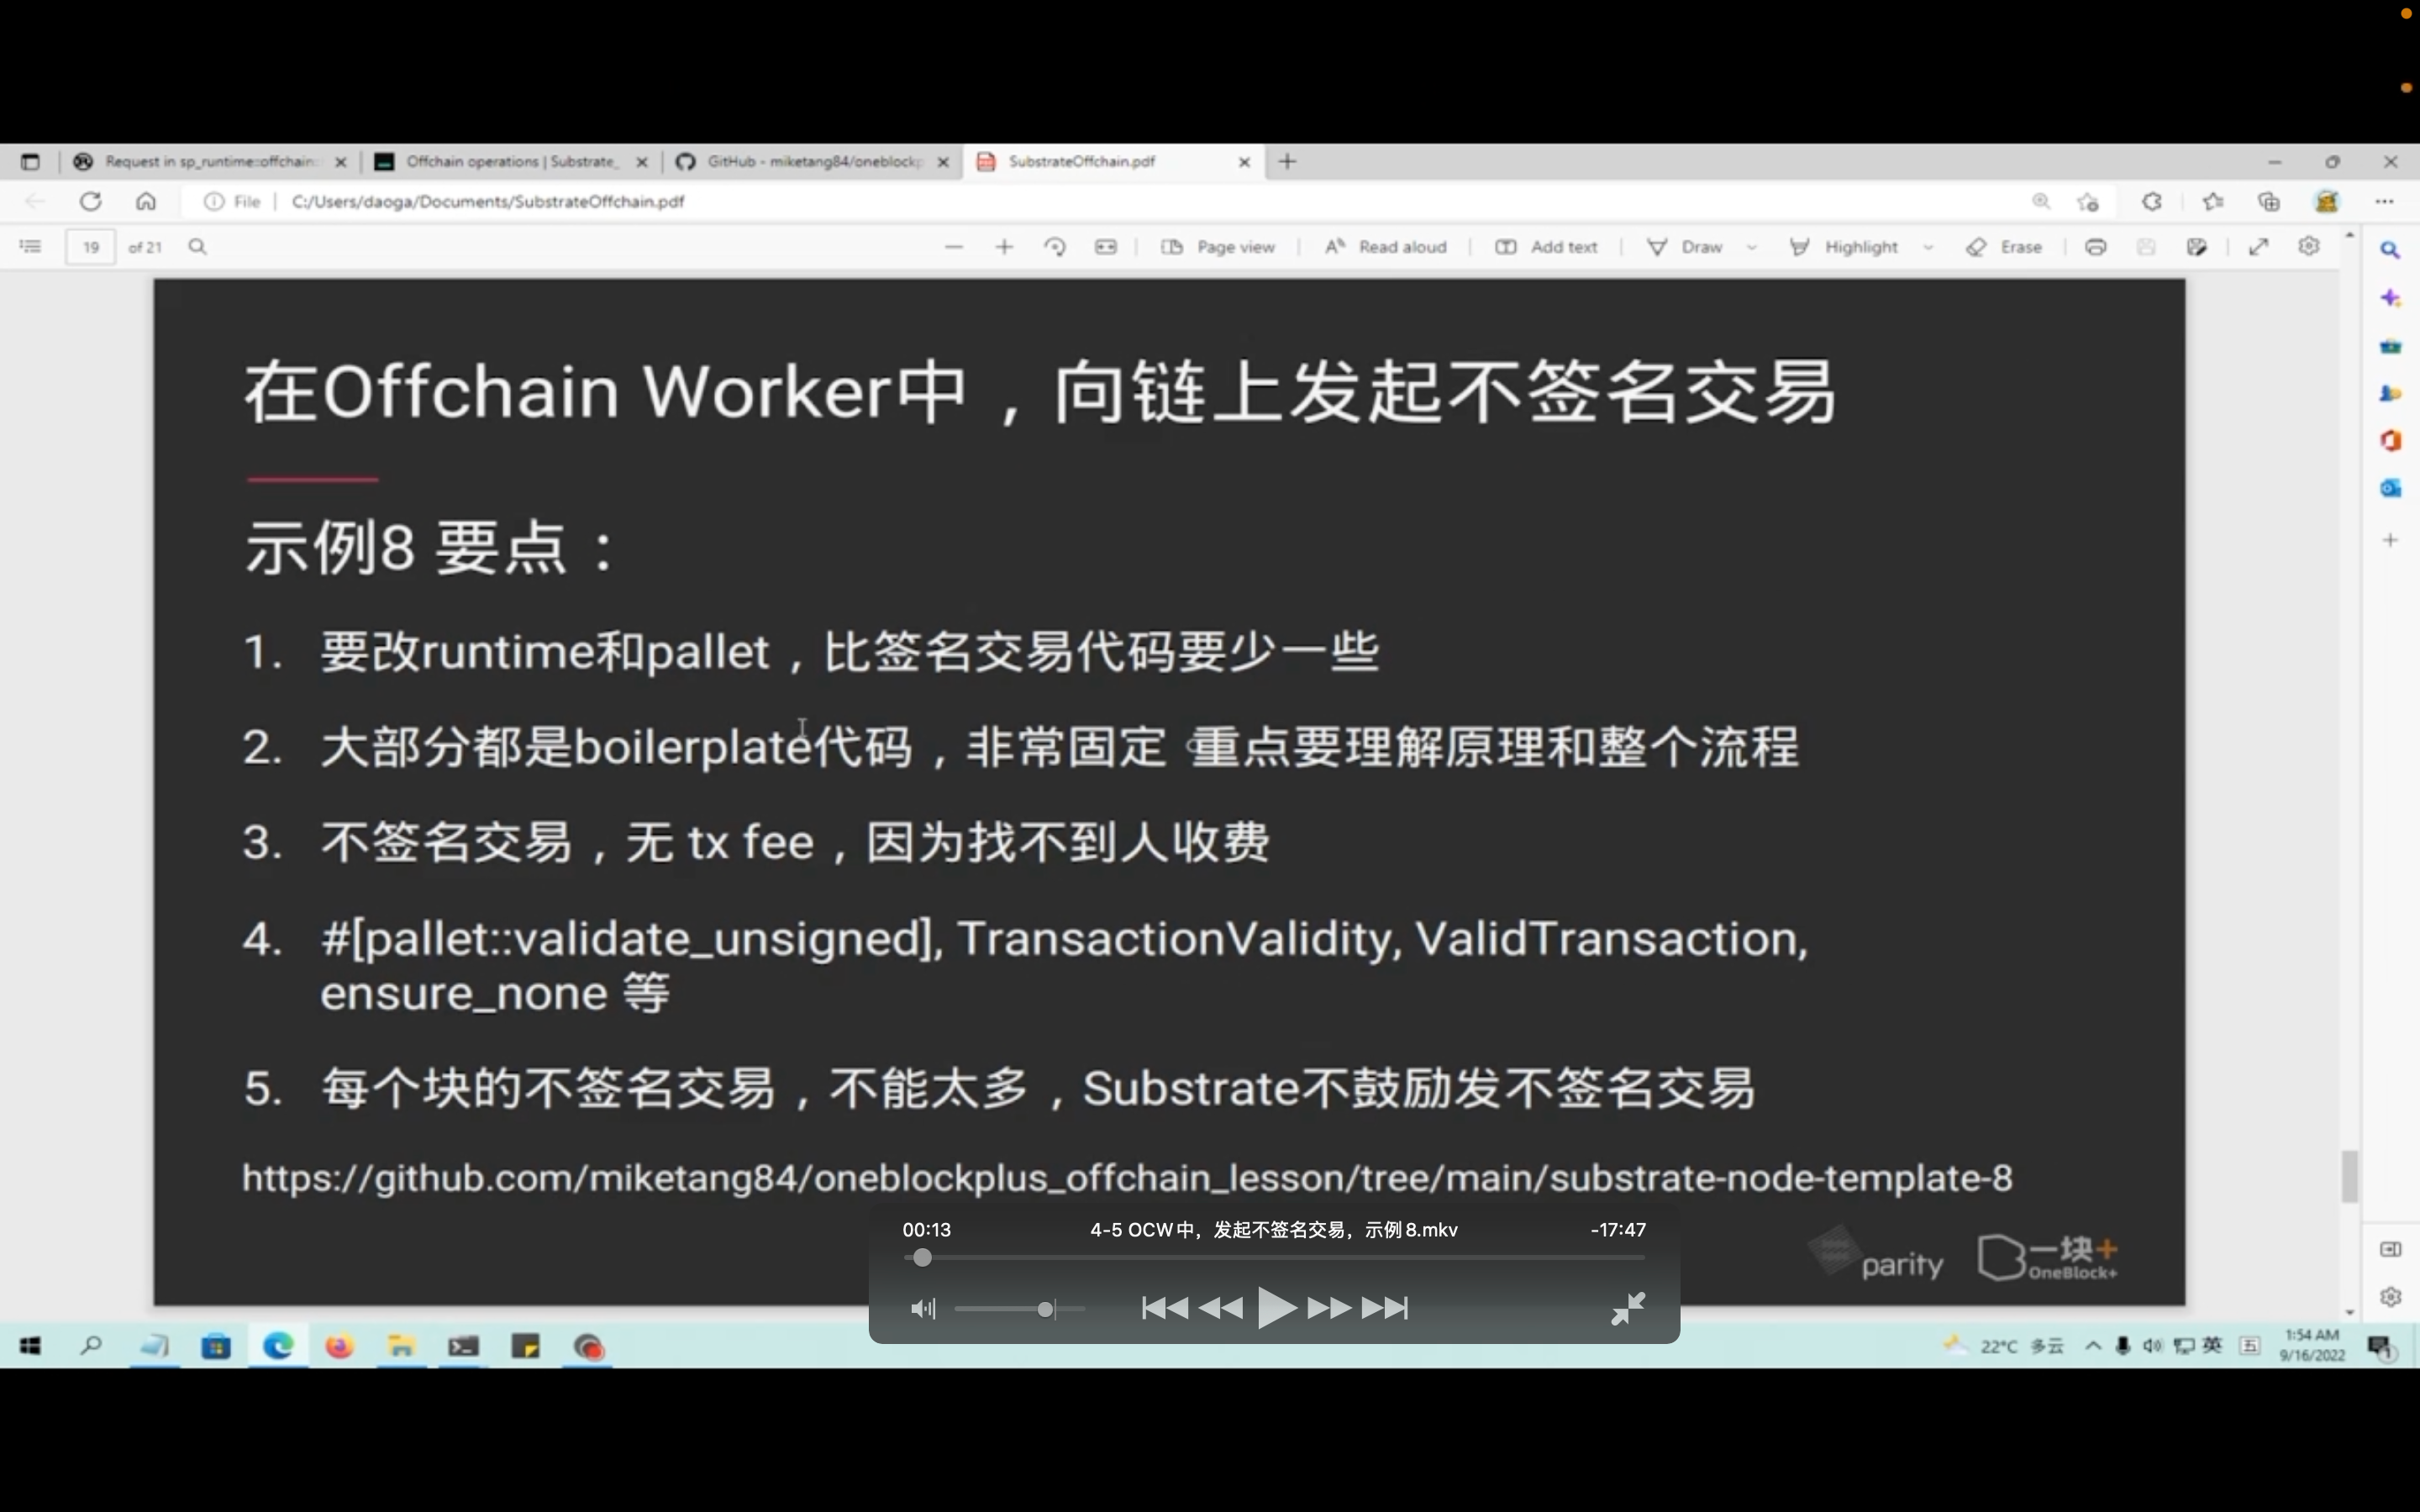 Request in sp_runtime::offchain::
Offchain operations | Substrate_
GitHub - miketang84/oneblockp
SubstrateOffchain.pdf
File
C:/Users/daoga/Documents/SubstrateOffchain.pdf
19 of 21
Page view
Read aloud
Add text
Draw
Highlight
Erase
在Offchain Worker中，向链上发起不签名交易
示例8 要点：
1. 要改runtime和pallet，比签名交易代码要少一些
2. 大部分都是boilerplate代码，非常固定 重点要理解原理和整个流程
3. 不签名交易，无 tx fee，因为找不到人收费
4. #[pallet::validate_unsigned], TransactionValidity, ValidTransaction,
ensure_none 等
5. 每个块的不签名交易，不能太多，Substrate不鼓励发不签名交易
https://github.com/miketang84/oneblockplus_offchain_lesson/tree/main/substrate-node-template-8
00:13
4-5 OCW中，发起不签名交易，示例8.mkv
-17:47
parity
一块+
OneBlock+
22°C 多云
英
五
1:54 AM
9/16/2022
1